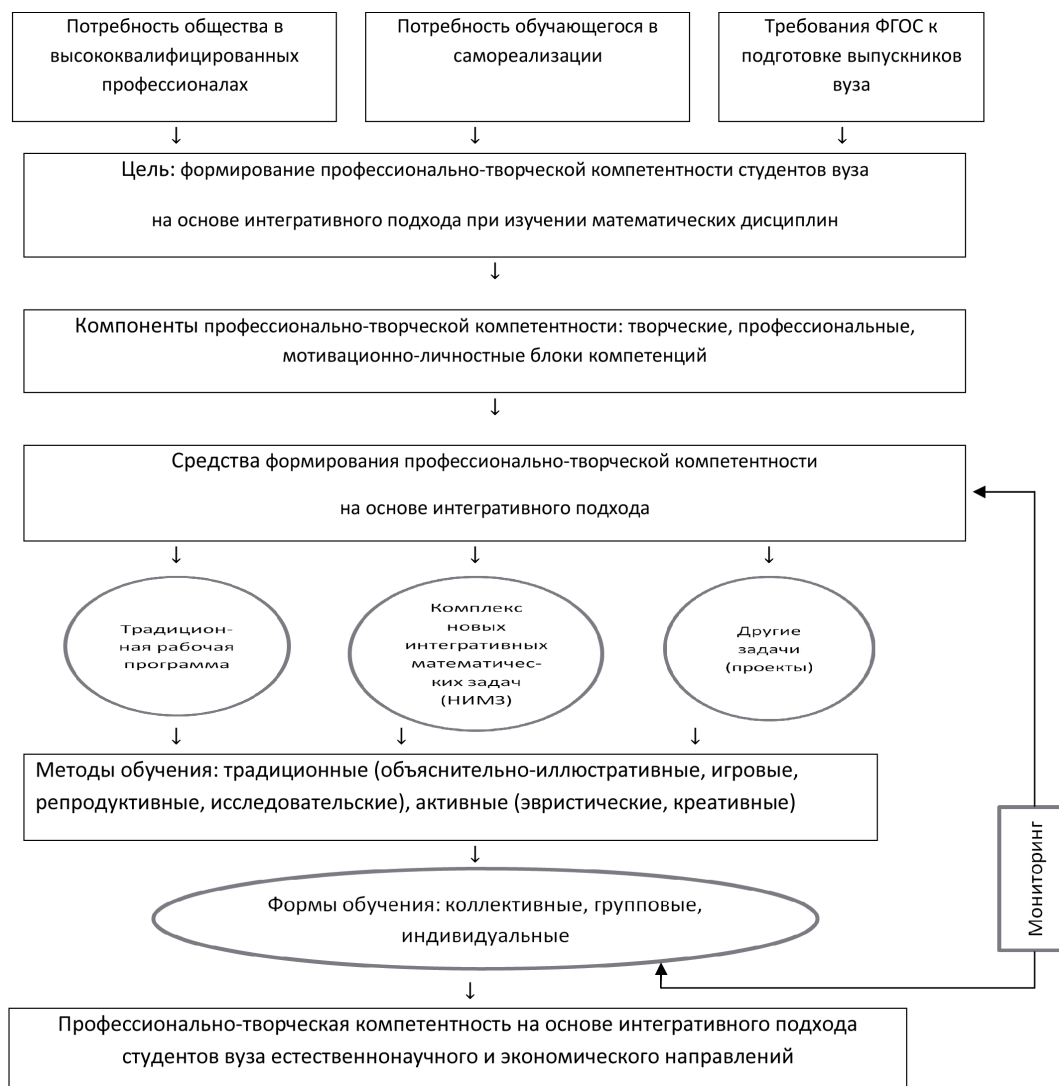 Потребность общества в
высококвалифицированных
профессионалах
Потребность обучающегося в
самореализации
Требования ФГОС к
подготовке выпускников
вуза
Цель: формирование профессионально-творческой компетентности студентов вуза
на основе интегративного подхода при изучении математических дисциплин
Компоненты профессионально-творческой компетентности: творческие, профессиональные,
мотивационно-личностные блоки компетенций
Средства формирования профессионально-творческой компетентности
на основе интегративного подхода
Традицион-
ная рабочая
программа
Комплекс
новых
интегративных
математичес-
ких задач
(НИМЗ)
Другие
задачи
(проекты)
Методы обучения: традиционные (объяснительно-иллюстративные, игровые,
репродуктивные, исследовательские), активные (эвристические, креативные)
Мониторинг
Формы обучения: коллективные, групповые,
индивидуальные
Профессионально-творческая компетентность на основе интегративного подхода
студентов вуза естественнонаучного и экономического направлений